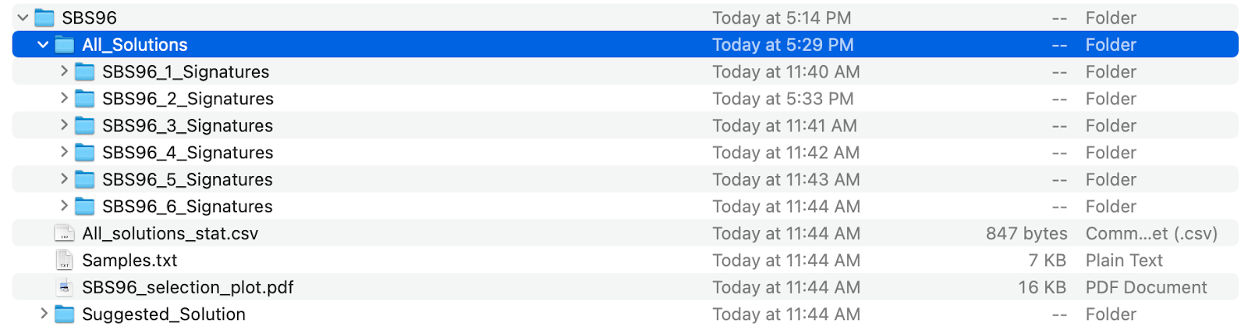 SBS96 Today at 5:14 PM -- Folder
All_Solutions Today at 5:29 PM -- Folder
SBS96_1_Signatures Today at 11:40 AM -- Folder
SBS96_2_Signatures Today at 5:33 PM -- Folder
SBS96_3_Signatures Today at 11:41 AM -- Folder
SBS96_4_Signatures Today at 11:42 AM -- Folder
SBS96_5_Signatures Today at 11:43 AM -- Folder
SBS96_6_Signatures Today at 11:44 AM -- Folder
All_solutions_stat.csv Today at 11:44 AM 847 bytes Comm...et (.csv)
Samples.txt Today at 11:44 AM 7 KB Plain Text
SBS96_selection_plot.pdf Today at 11:44 AM 16 KB PDF Document
Suggested_Solution Today at 11:44 AM -- Folder